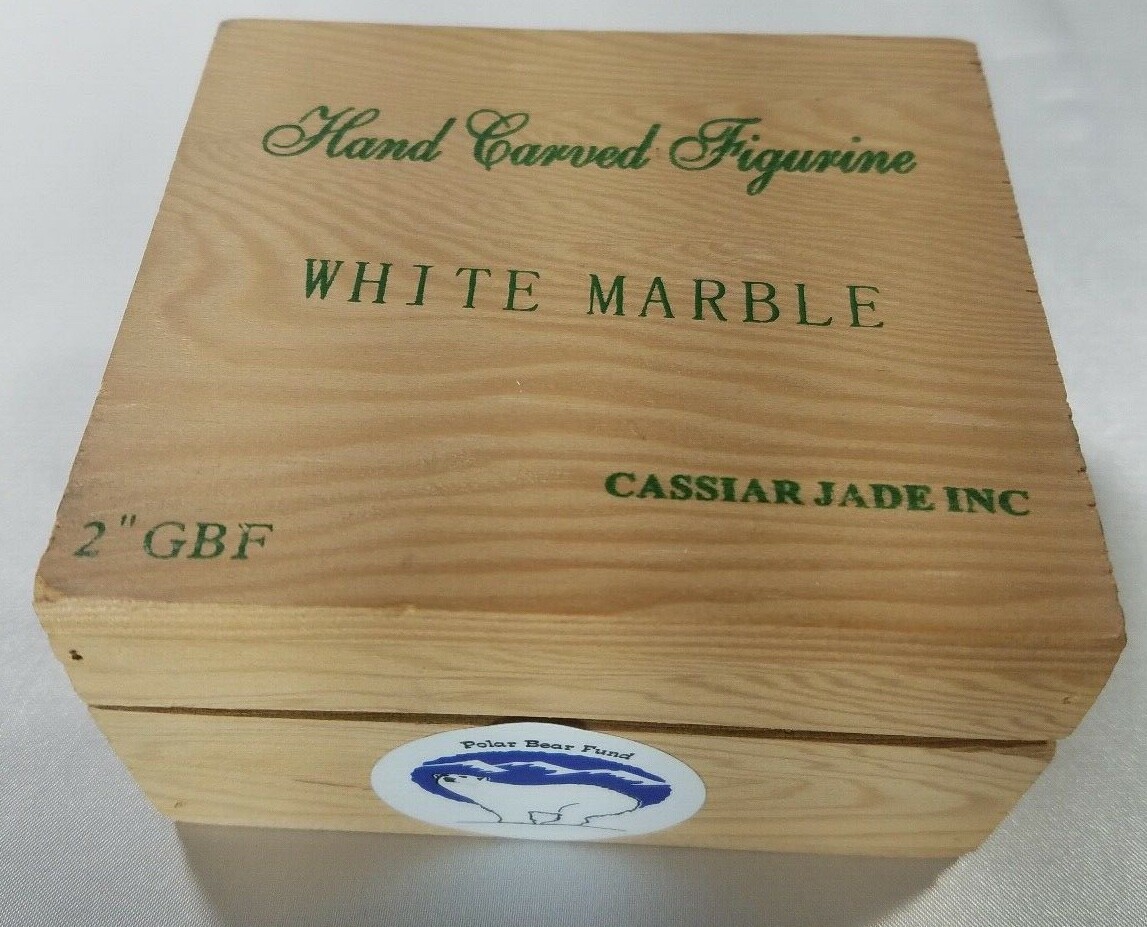 Hand Carved Figurine
WHITE MARBLE
CASSIAR JADE INC
2" GBF
Polar Bear Fund